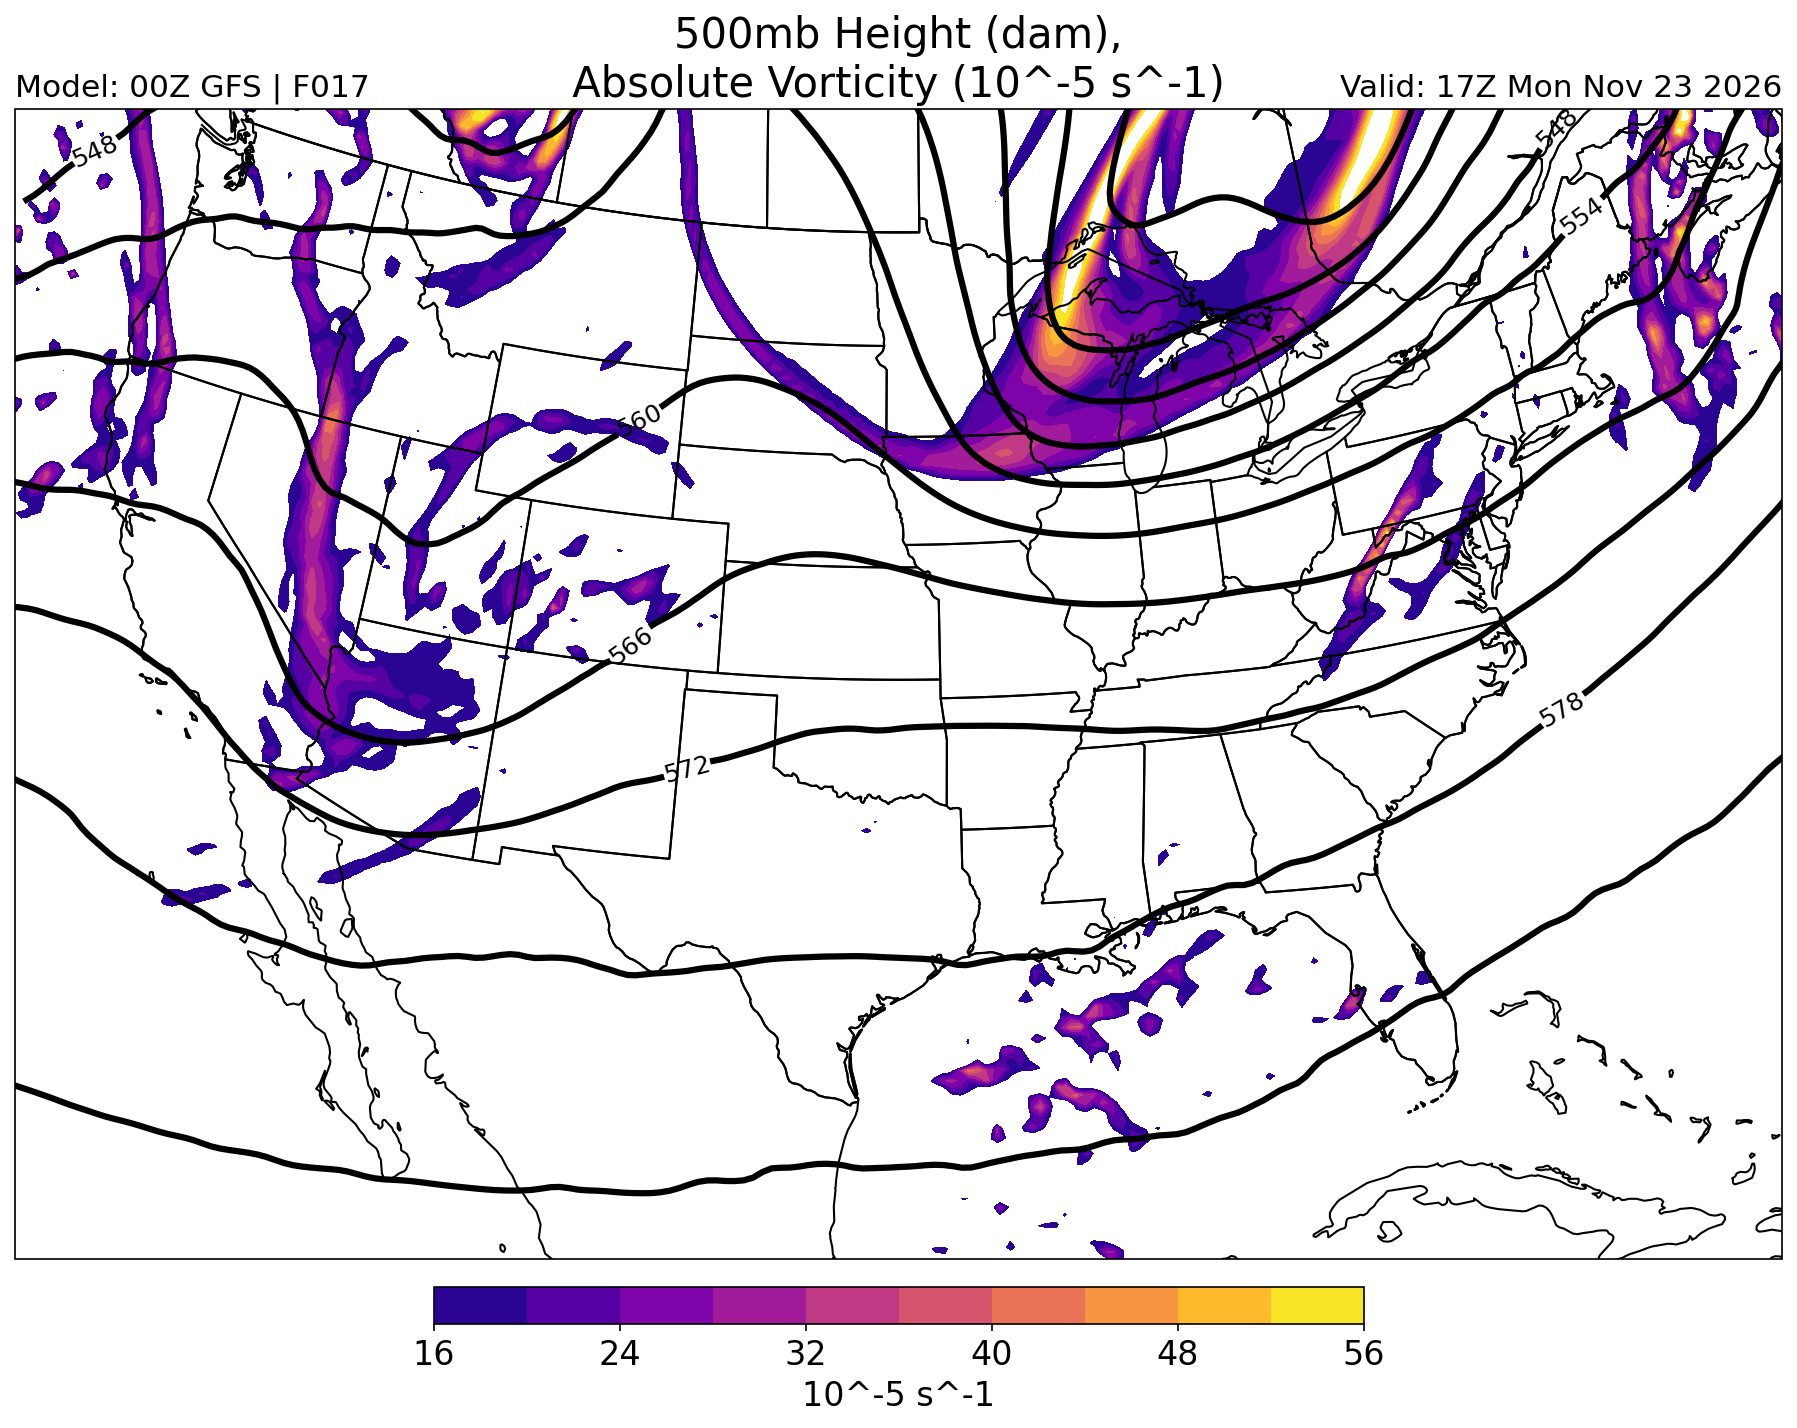 500mb Height (dam),
Model: 00Z GFS | F017
Absolute Vorticity (10^-5 s^-1)
Valid: 17Z Mon Nov 23 2026
548
548
554
560
566
572
578
16
24
32
40
48
56
10^-5 s^-1